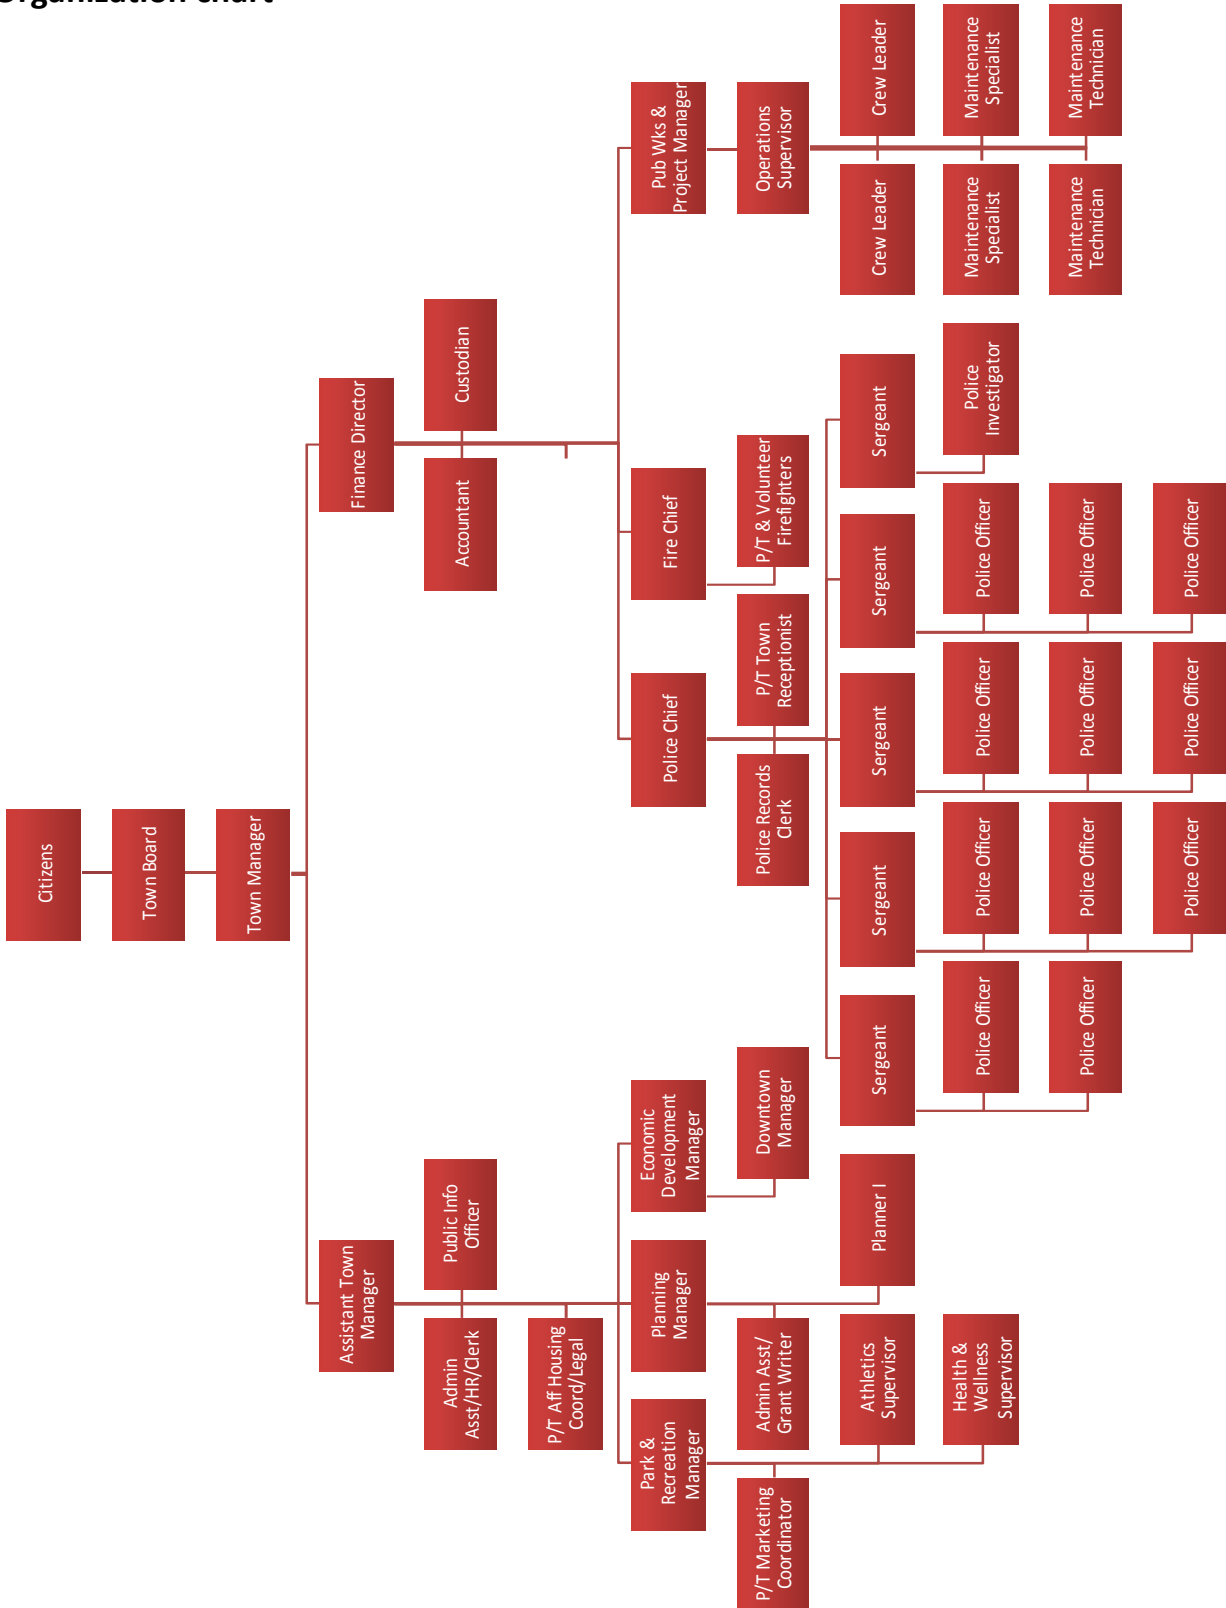 Organization chart
Citizens
Town Board
Town Manager
Assistant Town
Manager
Finance Director
Admin
Asst/HR/Clerk
Public Info
Officer
Accountant
Custodian
P/T Aff Housing
Coord/Legal
Park &
Recreation
Manager
Planning
Manager
Economic
Development
Manager
Police Chief
Fire Chief
Pub Wks &
Project Manager
P/T Marketing
Coordinator
Admin Asst/
Grant Writer
Downtown
Manager
Police Records
Clerk
P/T Town
Receptionist
P/T & Volunteer
Firefighters
Operations
Supervisor
Athletics
Supervisor
Planner I
Sergeant
Sergeant
Sergeant
Sergeant
Sergeant
Crew Leader
Crew Leader
Health &
Wellness
Supervisor
Police Officer
Police Officer
Police Officer
Police Officer
Police
Investigator
Maintenance
Specialist
Maintenance
Specialist
Police Officer
Police Officer
Police Officer
Police Officer
Maintenance
Technician
Maintenance
Technician
Police Officer
Police Officer
Police Officer